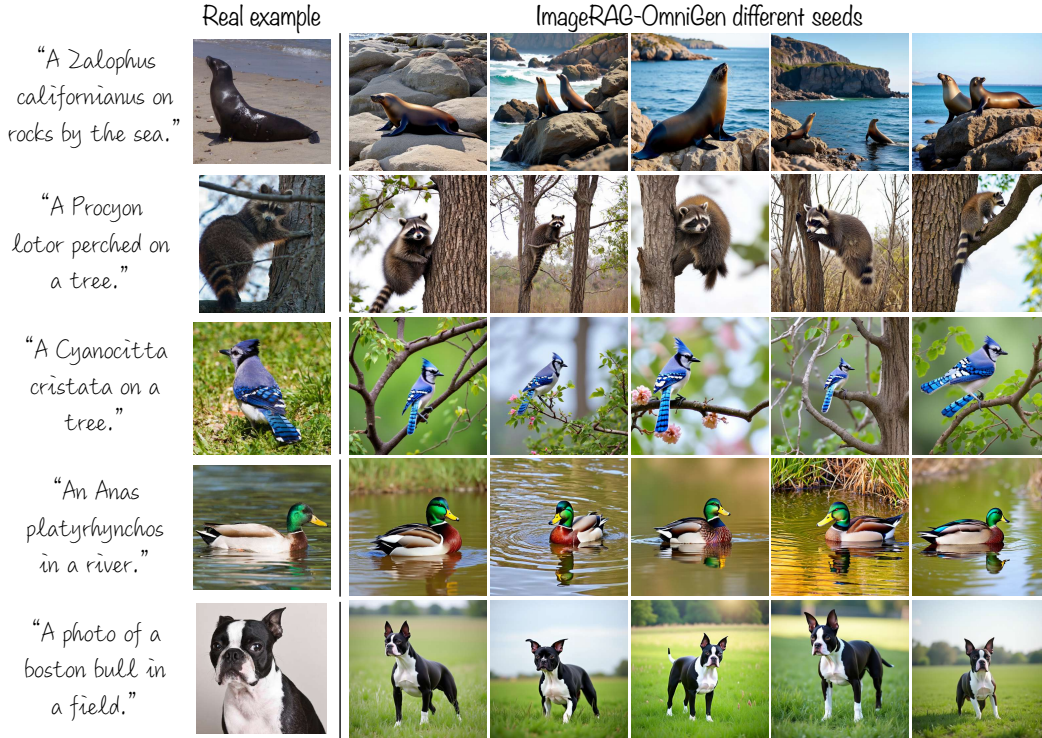 Real example
ImageRAG-OmniGen different seeds
“A Zalophus
californianus on
rocks by the sea.”
“A Procyon
lotor perched on
a tree.”
“A Cyanocitta
cristata on a
tree.”
“An Anas
platyrhynchos
in a river.”
“A photo of a
boston bull in
a field.”